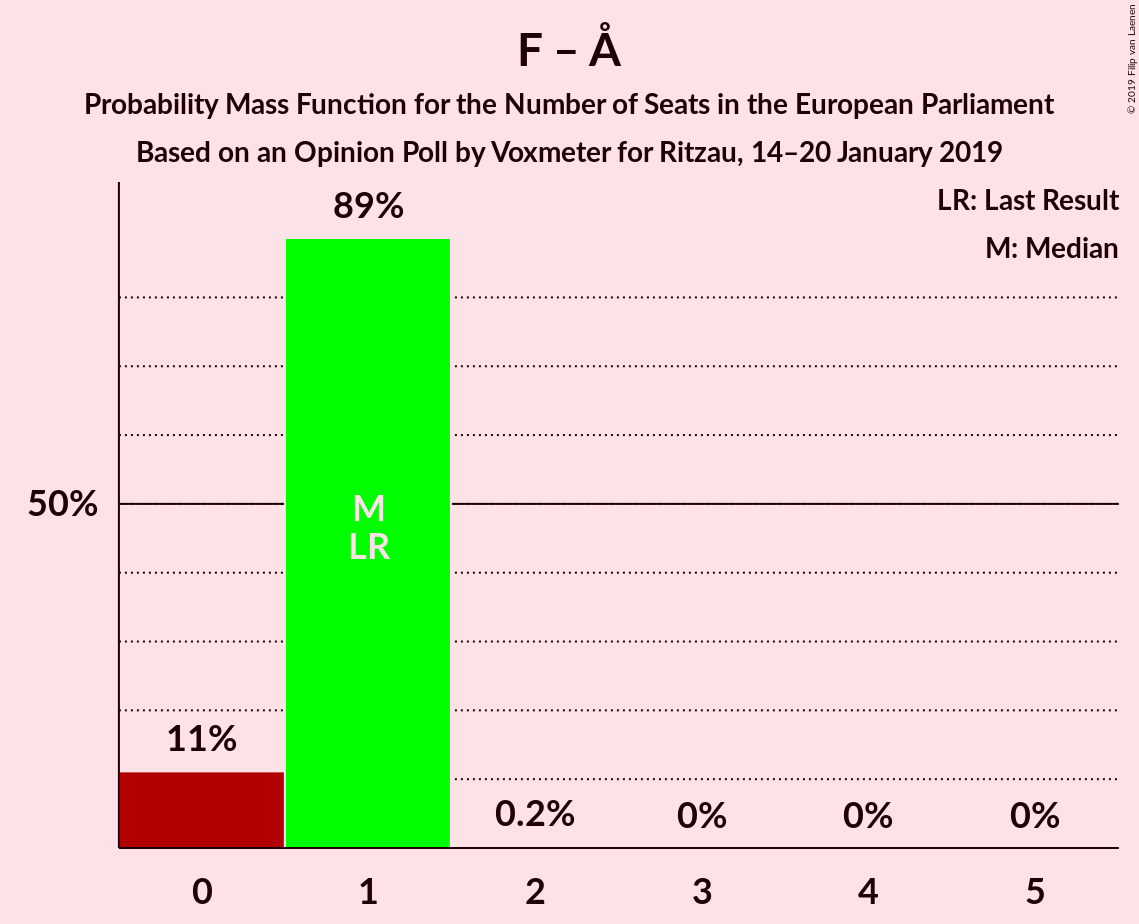 F – Å
Probability Mass Function for the Number of Seats in the European Parliament
Based on an Opinion Poll by Voxmeter for Ritzau, 14–20 January 2019
© 2019 Filip van Laenen
LR: Last Result
M: Median
89%
50%
M
LR
11%
0.2%
0%
0%
0%
0
1
2
3
4
5